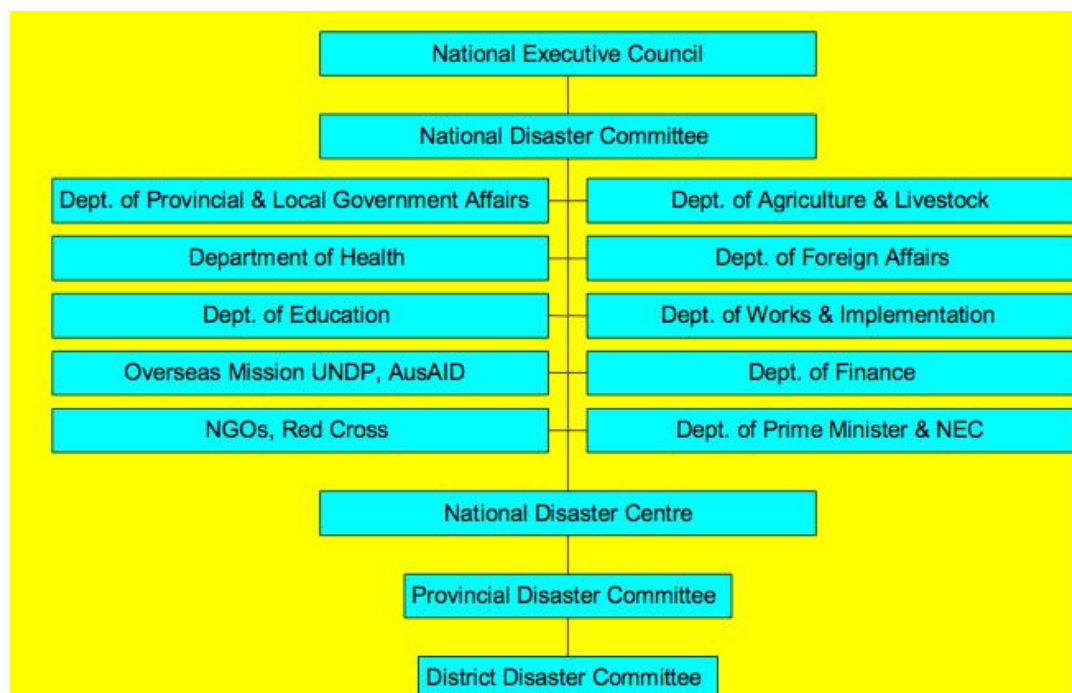 National Executive Council
National Disaster Committee
Dept. of Provincial & Local Government Affairs
Dept. of Agriculture & Livestock
Department of Health
Dept. of Foreign Affairs
Dept. of Education
Dept. of Works & Implementation
Overseas Mission UNDP, AusAID
Dept. of Finance
NGOs, Red Cross
Dept. of Prime Minister & NEC
National Disaster Centre
Provincial Disaster Committee
District Disaster Committee